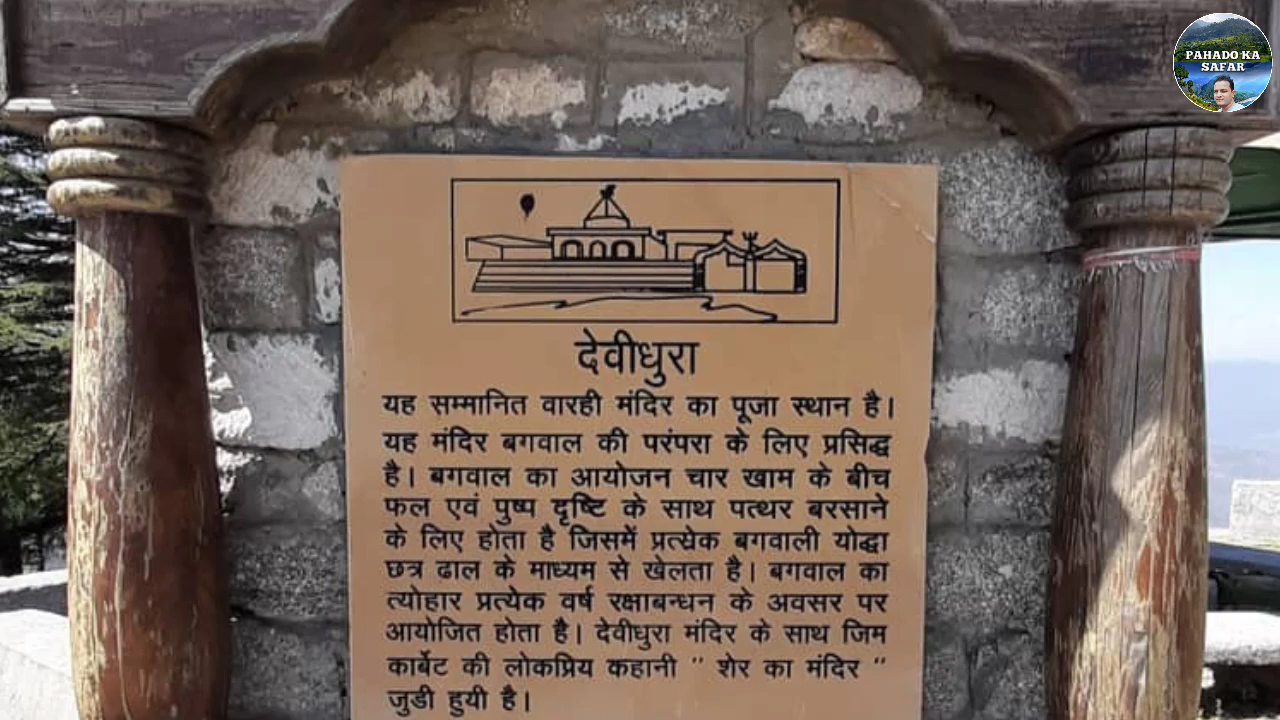 PAHADO KA
SAFAR
देवीधुरा
यह सम्मानित वारही मंदिर का पूजा स्थान है।
यह मंदिर बगवाल की परंपरा के लिए प्रसिद्ध
है। बगवाल का आयोजन चार खाम के बीच
फल एवं पुष्प दृष्टि के साथ पत्थर बरसाने
के लिए होता है जिसमें प्रत्येक बगवाली योद्धा
छत्र ढाल के माध्यम से खेलता है। बगवाल का
त्योहार प्रत्येक वर्ष रक्षाबन्धन के अवसर पर
आयोजित होता है। देवीधुरा मंदिर के साथ जिम
कार्बेट की लोकप्रिय कहानी " शेर का मंदिर "
जुडी हुयी है।